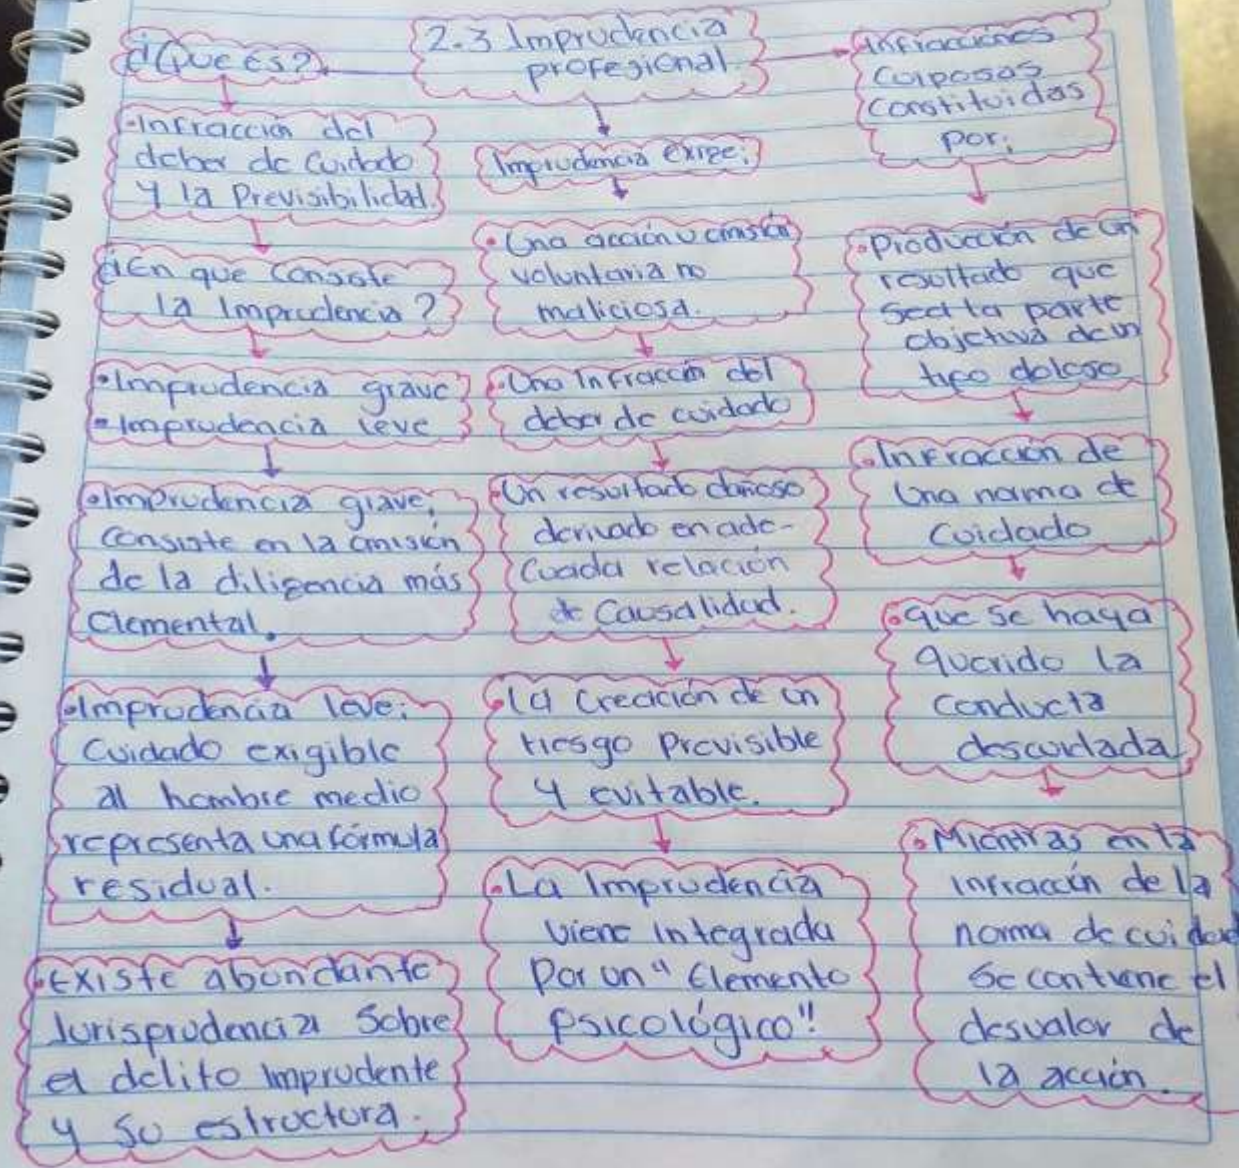 2.3 Imprudencia
profesional
¿Que es?
•Infracción del
deber de cuidado
y la Previsibilidad
¿En que consiste
la Imprudencia?
•Imprudencia grave
•Imprudencia leve
•Imprudencia grave:
consiste en la omisión
de la diligencia más
elemental.
•Imprudencia leve:
cuidado exigible
al hombre medio
representa una fórmula
residual.
•Existe abundante
Jurisprudencia sobre
el delito imprudente
y su estructura.
Imprudencia exige:
•Una acción u omisión
voluntaria no
maliciosa.
•Una Infracción del
deber de cuidado
•Un resultado dañoso
derivado en ade-
cuada relación
de Causalidad.
•La Creación de un
riesgo Previsible
y evitable.
•La Imprudencia
viene integrada
Por un "Elemento
psicológico".
Infracciones
culposas
constituidas
por:
•Producción de un
resultado que
sea la parte
objetiva de un
tipo doloso
•Infracción de
Una norma de
Cuidado
•que se haya
querido la
conducta
descuidada
•Mientras en la
infracción de la
norma de cuidado
se contiene el
desvalor de
la acción.